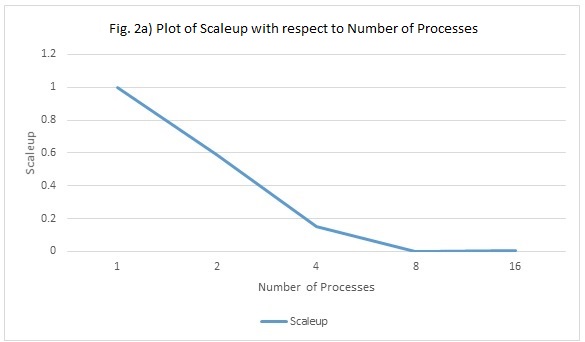 Fig. 2a) Plot of Scaleup with respect to Number of Processes
1.2
1
0.8
0.6
0.4
0.2
0
Scaleup
1 2 4 8 16
Number of Processes
Scaleup